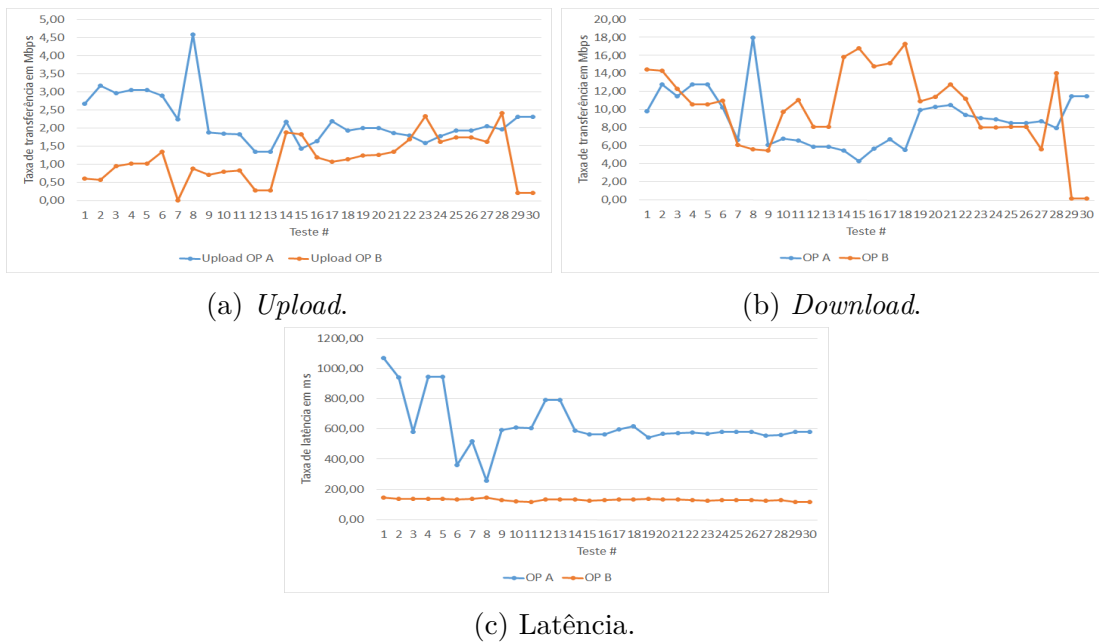 Taxa de transferência em Mbps
5,00
4,50
4,00
3,50
3,00
2,50
2,00
1,50
1,00
0,50
0,00
1 2 3 4 5 6 7 8 9 10 11 12 13 14 15 16 17 18 19 20 21 22 23 24 25 26 27 28 29 30
Teste #
Upload OP A Upload OP B
(a) Upload.
Taxa de transferência em Mbps
20,00
18,00
16,00
14,00
12,00
10,00
8,00
6,00
4,00
2,00
0,00
1 2 3 4 5 6 7 8 9 10 11 12 13 14 15 16 17 18 19 20 21 22 23 24 25 26 27 28 29 30
Teste #
OP A OP B
(b) Download.
Taxa de latência em ms
1200,00
1000,00
800,00
600,00
400,00
200,00
0,00
1 2 3 4 5 6 7 8 9 10 11 12 13 14 15 16 17 18 19 20 21 22 23 24 25 26 27 28 29 30
Teste #
OP A OP B
(c) Latência.